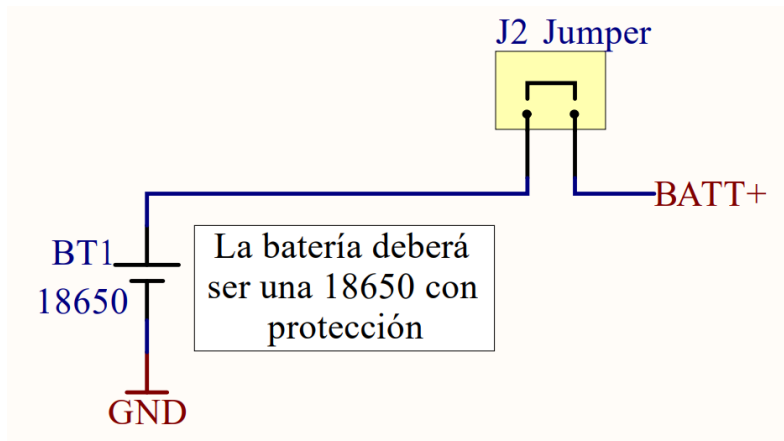 J2 Jumper
BATT+
BT1
18650
La batería deberá
ser una 18650 con
protección
GND